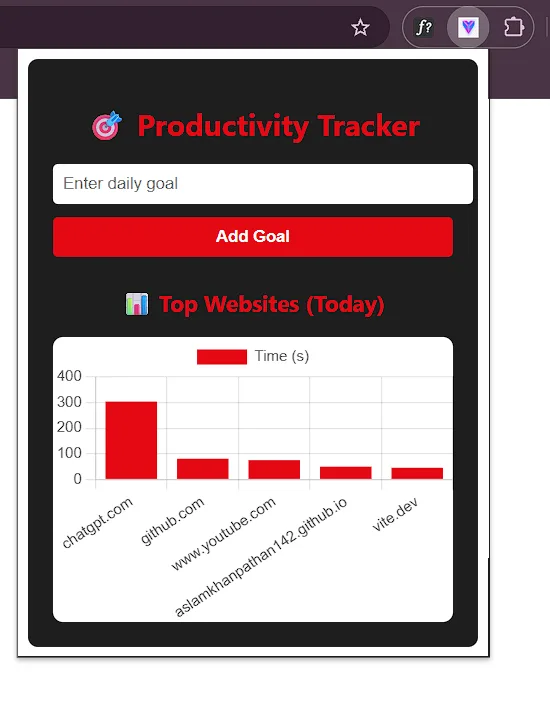 f?
Productivity Tracker
Enter daily goal
Add Goal
Top Websites (Today)
Time (s)
400
300
200
100
0
chatgpt.com
github.com
www.youtube.com
aslamkhanpathan142.github.io
vite.dev